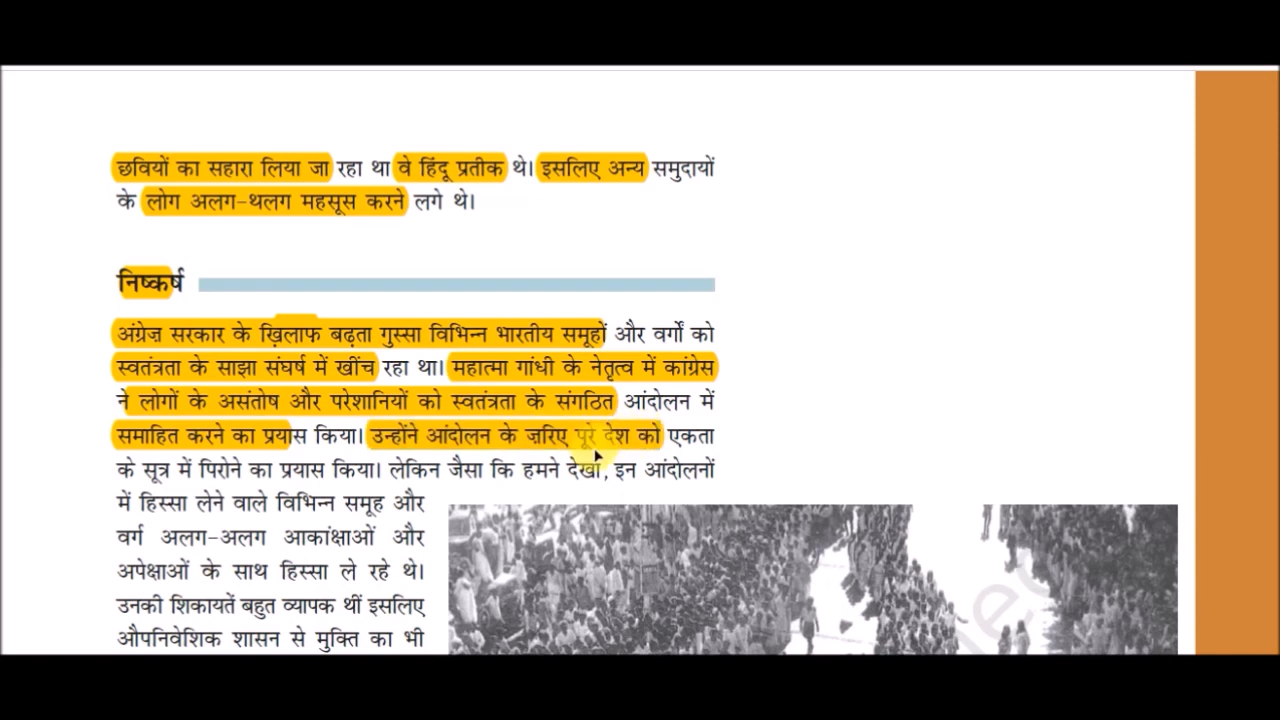 छवियों का सहारा लिया जा रहा था वे हिंदू प्रतीक थे। इसलिए अन्य समुदायों
के लोग अलग-थलग महसूस करने लगे थे।
निष्कर्ष
अंग्रेज़ सरकार के ख़िलाफ बढ़ता गुस्सा विभिन्न भारतीय समूहों और वर्गों को
स्वतंत्रता के साझा संघर्ष में खींच रहा था। महात्मा गांधी के नेतृत्व में कांग्रेस
ने लोगों के असंतोष और परेशानियों को स्वतंत्रता के संगठित आंदोलन में
समाहित करने का प्रयास किया। उन्होंने आंदोलन के ज़रिए पूरे देश को एकता
के सूत्र में पिरोने का प्रयास किया। लेकिन जैसा कि हमने देखा, इन आंदोलनों
में हिस्सा लेने वाले विभिन्न समूह और
वर्ग अलग-अलग आकांक्षाओं और
अपेक्षाओं के साथ हिस्सा ले रहे थे।
उनकी शिकायतें बहुत व्यापक थीं इसलिए
औपनिवेशिक शासन से मुक्ति का भी